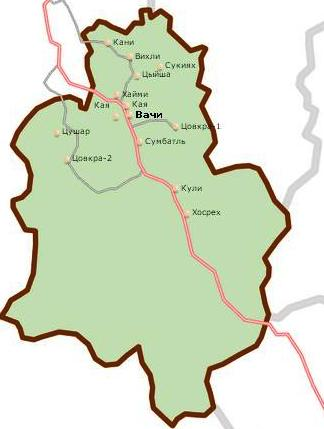 Кани
Вихли
Сукиях
Цыйша
Хайми
Кая
Кая
Вачи
Цовкра-1
Цушар
Сумбатль
Цовкра-2
Кули
Хосрех